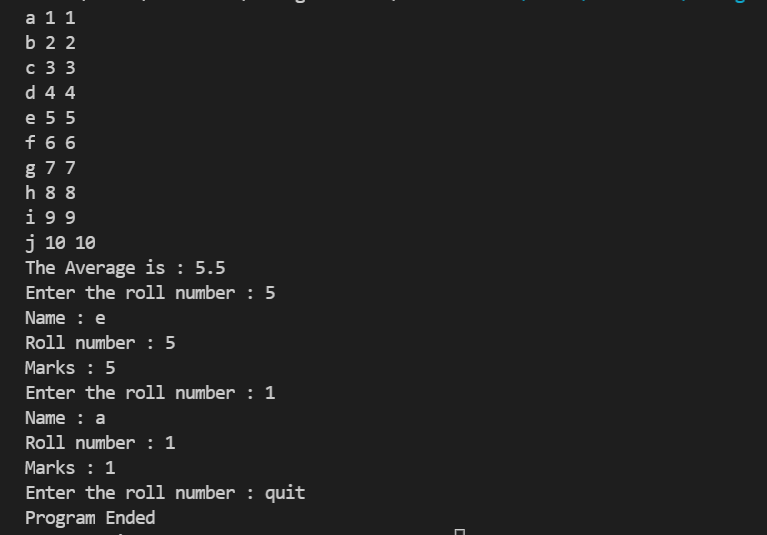 a 1 1
b 2 2
c 3 3
d 4 4
e 5 5
f 6 6
g 7 7
h 8 8
i 9 9
j 10 10
The Average is : 5.5
Enter the roll number : 5
Name : e
Roll number : 5
Marks : 5
Enter the roll number : 1
Name : a
Roll number : 1
Marks : 1
Enter the roll number : quit
Program Ended